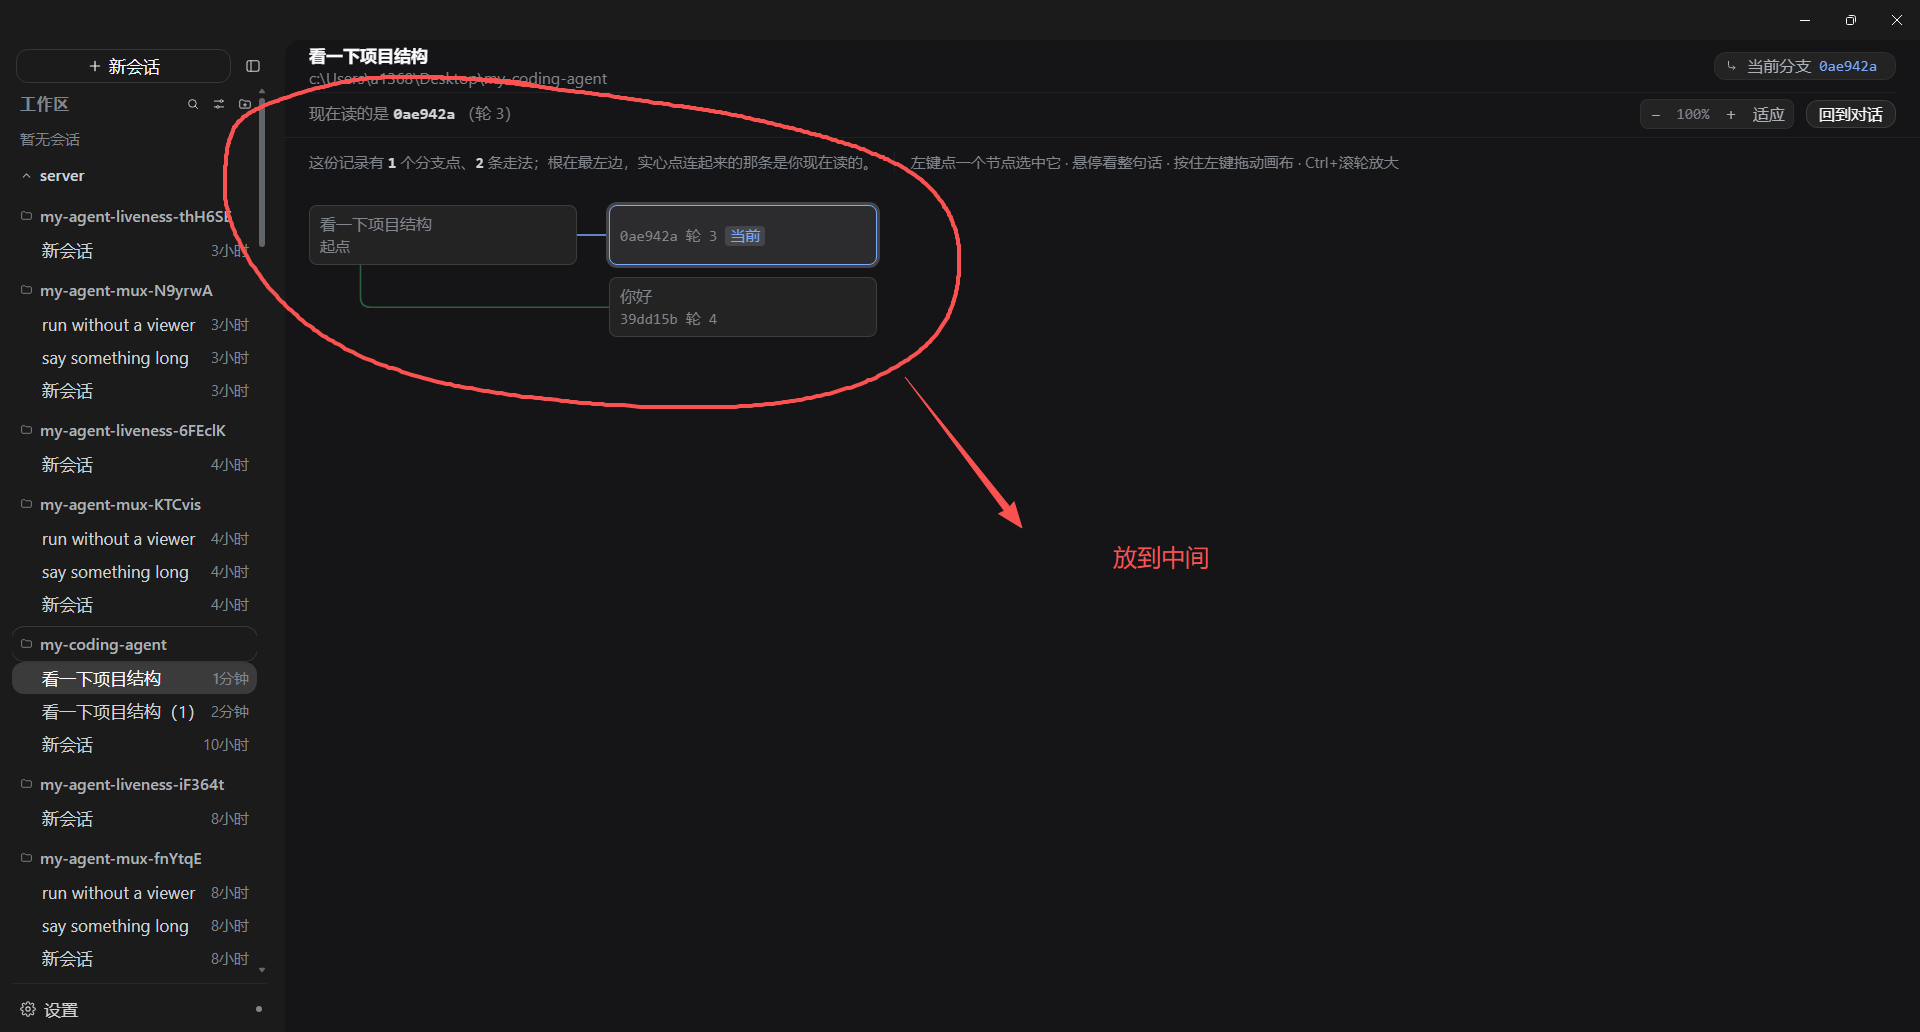 + 新会话
工作区
暂无会话
server
my-agent-liveness-thH6SE
新会话 3小时
my-agent-mux-N9yrwA
run without a viewer 3小时
say something long 3小时
新会话 3小时
my-agent-liveness-6FEclK
新会话 4小时
my-agent-mux-KTCvis
run without a viewer 4小时
say something long 4小时
新会话 4小时
my-coding-agent
看一下项目结构 1分钟
看一下项目结构（1） 2分钟
新会话 10小时
my-agent-liveness-iF364t
新会话 8小时
my-agent-mux-fnYtqE
run without a viewer 8小时
say something long 8小时
新会话 8小时
设置
看一下项目结构
c:\Users\a1368\Desktop\my-coding-agent
当前分支 0ae942a
现在读的是 0ae942a （轮 3）
− 100% + 适应 回到对话
这份记录有 1 个分支点、2 条走法；根在最左边，实心点连起来的那条是你现在读的。 左键点一个节点选中它 · 悬停看整句话 · 按住左键拖动画布 · Ctrl+滚轮放大
看一下项目结构
起点
0ae942a 轮 3 当前
你好
39dd15b 轮 4
放到中间